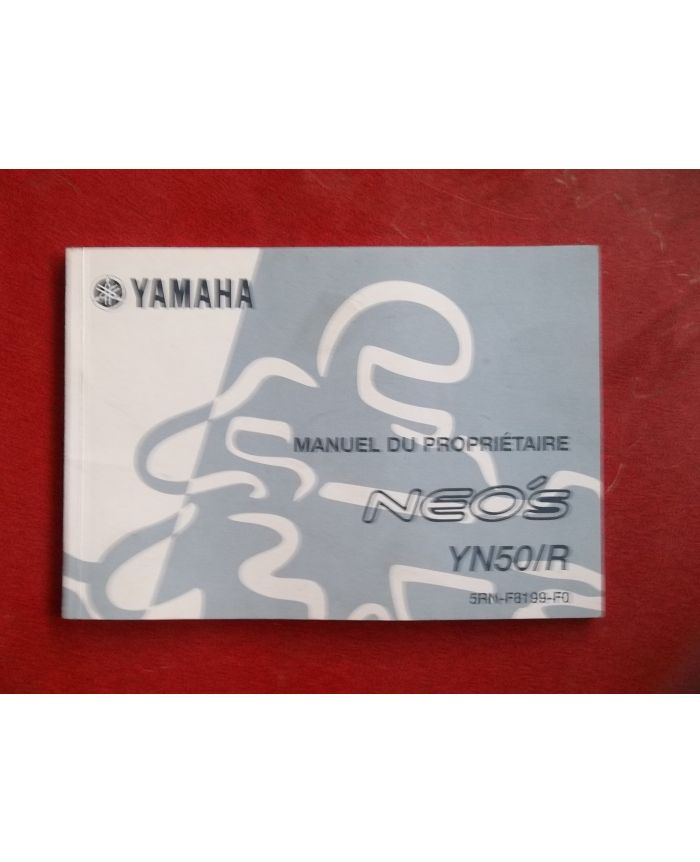 YAMAHA
MANUEL DU PROPRIÉTAIRE
NEO's
YN50/R
5RN-F8199-F0